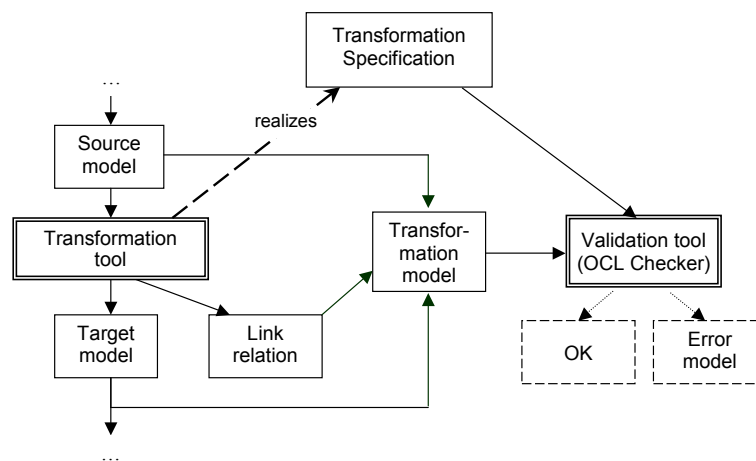 Transformation
Specification
...
realizes
Source
model
Transformation
tool
Transfor-
mation
model
Validation tool
(OCL Checker)
Target
model
Link
relation
OK
Error
model
...